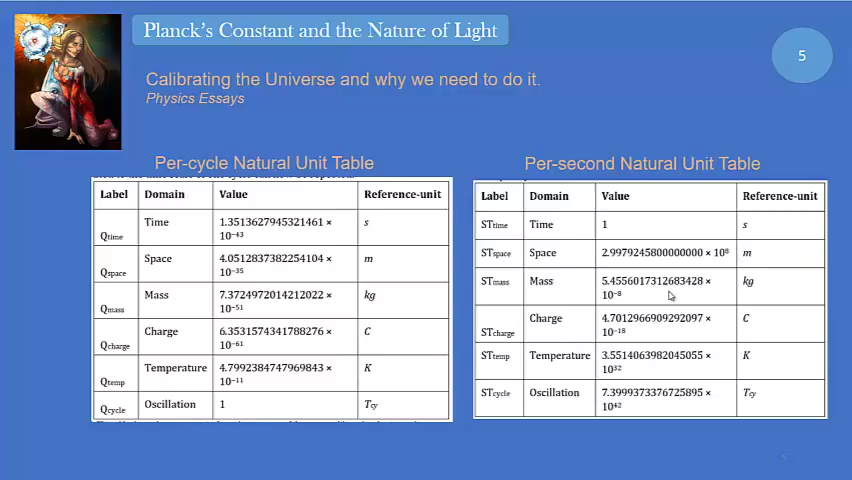 Planck's Constant and the Nature of Light
5
Calibrating the Universe and why we need to do it.
Physics Essays
Per-cycle Natural Unit Table
Label Domain Value Reference-unit
Qtime Time 1.3513627945321461 × 10⁻⁴³ s
Qspace Space 4.0512837382254104 × 10⁻³⁵ m
Qmass Mass 7.3724972014212022 × 10⁻⁵¹ kg
Qcharge Charge 6.3531574341788276 × 10⁻⁶¹ C
Qtemp Temperature 4.7992384747969843 × 10⁻¹¹ K
Qcycle Oscillation 1 Tcy
Per-second Natural Unit Table
Label Domain Value Reference-unit
STtime Time 1 s
STspace Space 2.9979245800000000 × 10⁸ m
STmass Mass 5.4556017312683428 × 10⁻⁸ kg
STcharge Charge 4.7012966909292097 × 10⁻¹⁸ C
STtemp Temperature 3.5514063982045055 × 10³² K
STcycle Oscillation 7.3999373376725895 × 10⁴² Tcy